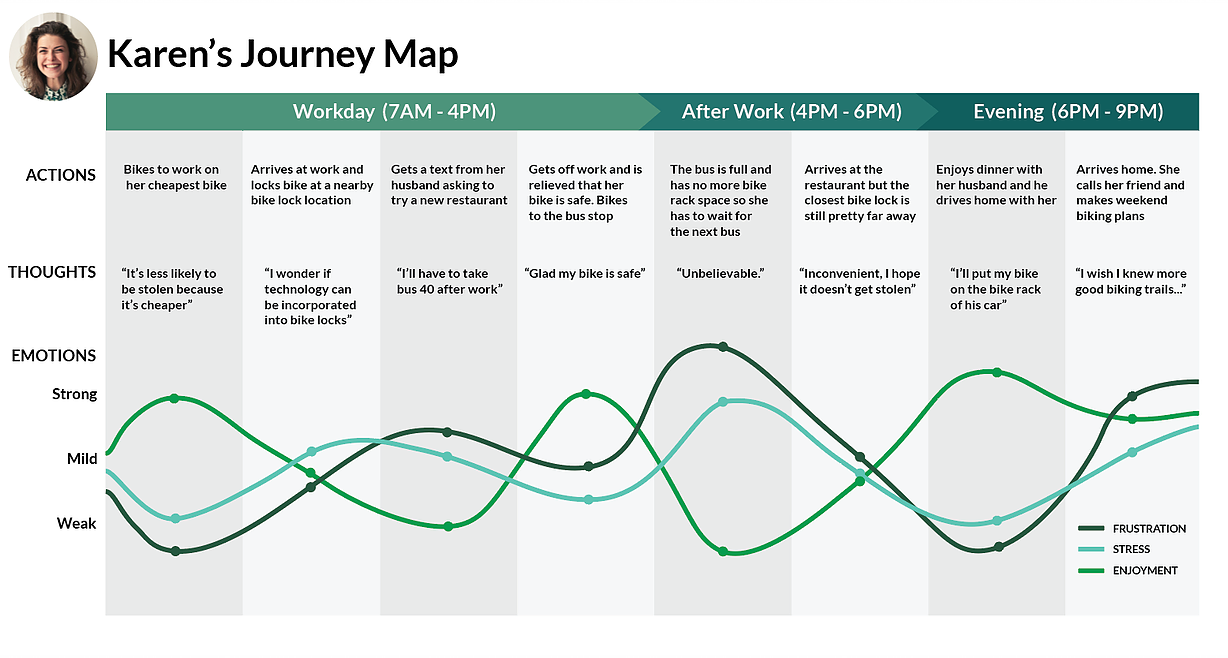 Karen's Journey Map
Workday (7AM - 4PM)
After Work (4PM - 6PM)
Evening (6PM - 9PM)
ACTIONS
Bikes to work on
her cheapest bike
Arrives at work and
locks bike at a nearby
bike lock location
Gets a text from her
husband asking to
try a new restaurant
Gets off work and is
relieved that her
bike is safe. Bikes
to the bus stop
The bus is full and
has no more bike
rack space so she
has to wait for
the next bus
Arrives at the
restaurant but the
closest bike lock is
still pretty far away
Enjoys dinner with
her husband and he
drives home with her
Arrives home. She
calls her friend and
makes weekend
biking plans
THOUGHTS
“It's less likely to
be stolen because
it's cheaper”
“I wonder if
technology can
be incorporated
into bike locks”
“I'll have to take
bus 40 after work”
“Glad my bike is safe”
“Unbelievable.”
“Inconvenient, I hope
it doesn't get stolen”
“I'll put my bike
on the bike rack
of his car”
“I wish I knew more
good biking trails...”
EMOTIONS
Strong
Mild
Weak
FRUSTRATION
STRESS
ENJOYMENT